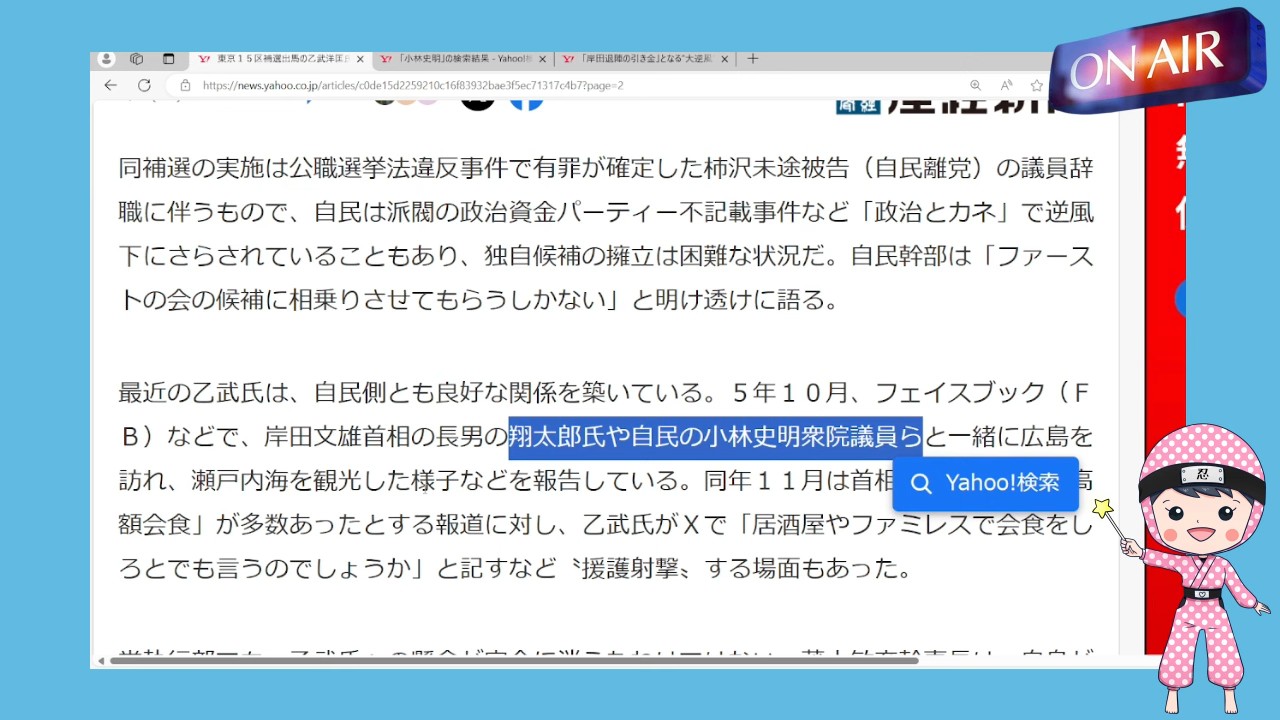 東京１５区補選出馬の乙武洋匡氏
「小林史明」の検索結果 - Yahoo!
「岸田退陣の引き金」となる"大逆風
https://news.yahoo.co.jp/articles/c0de15d2259210c16f83932bae3f5ec71317c4b7?page=2
ON AIR
産経新
同補選の実施は公職選挙法違反事件で有罪が確定した柿沢未途被告（自民離党）の議員辞
職に伴うもので、自民は派閥の政治資金パーティー不記載事件など「政治とカネ」で逆風
下にさらされていることもあり、独自候補の擁立は困難な状況だ。自民幹部は「ファース
トの会の候補に相乗りさせてもらうしかない」と明け透けに語る。
最近の乙武氏は、自民側とも良好な関係を築いている。５年１０月、フェイスブック（Ｆ
Ｂ）などで、岸田文雄首相の長男の翔太郎氏や自民の小林史明衆院議員らと一緒に広島を
訪れ、瀬戸内海を観光した様子などを報告している。同年１１月は首相
高
Yahoo!検索
額会食」が多数あったとする報道に対し、乙武氏がＸで「居酒屋やファミレスで会食をし
ろとでも言うのでしょうか」と記すなど〝援護射撃〟する場面もあった。
忍